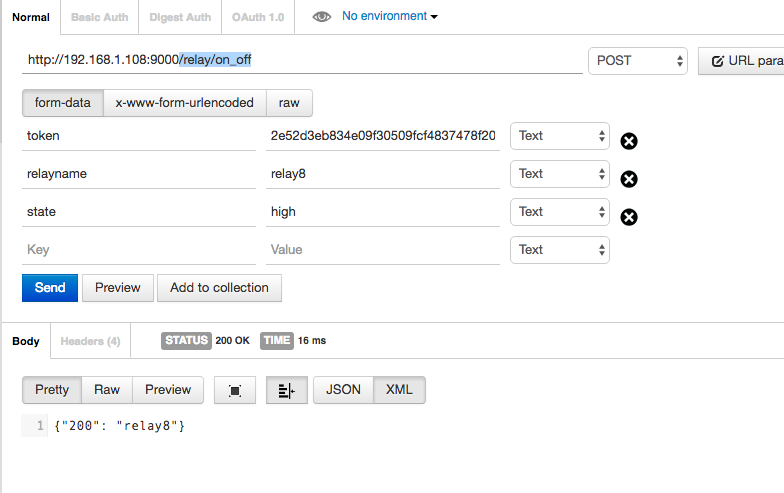 Normal Basic Auth Digest Auth OAuth 1.0 No environment
http://192.168.1.108:9000/relay/on_off POST URL para
form-data x-www-form-urlencoded raw
token 2e52d3eb834e09f30509fcf4837478f20 Text
relayname relay8 Text
state high Text
Key Value Text
Send Preview Add to collection
Body Headers (4) STATUS 200 OK TIME 16 ms
Pretty Raw Preview JSON XML
1 {"200": "relay8"}